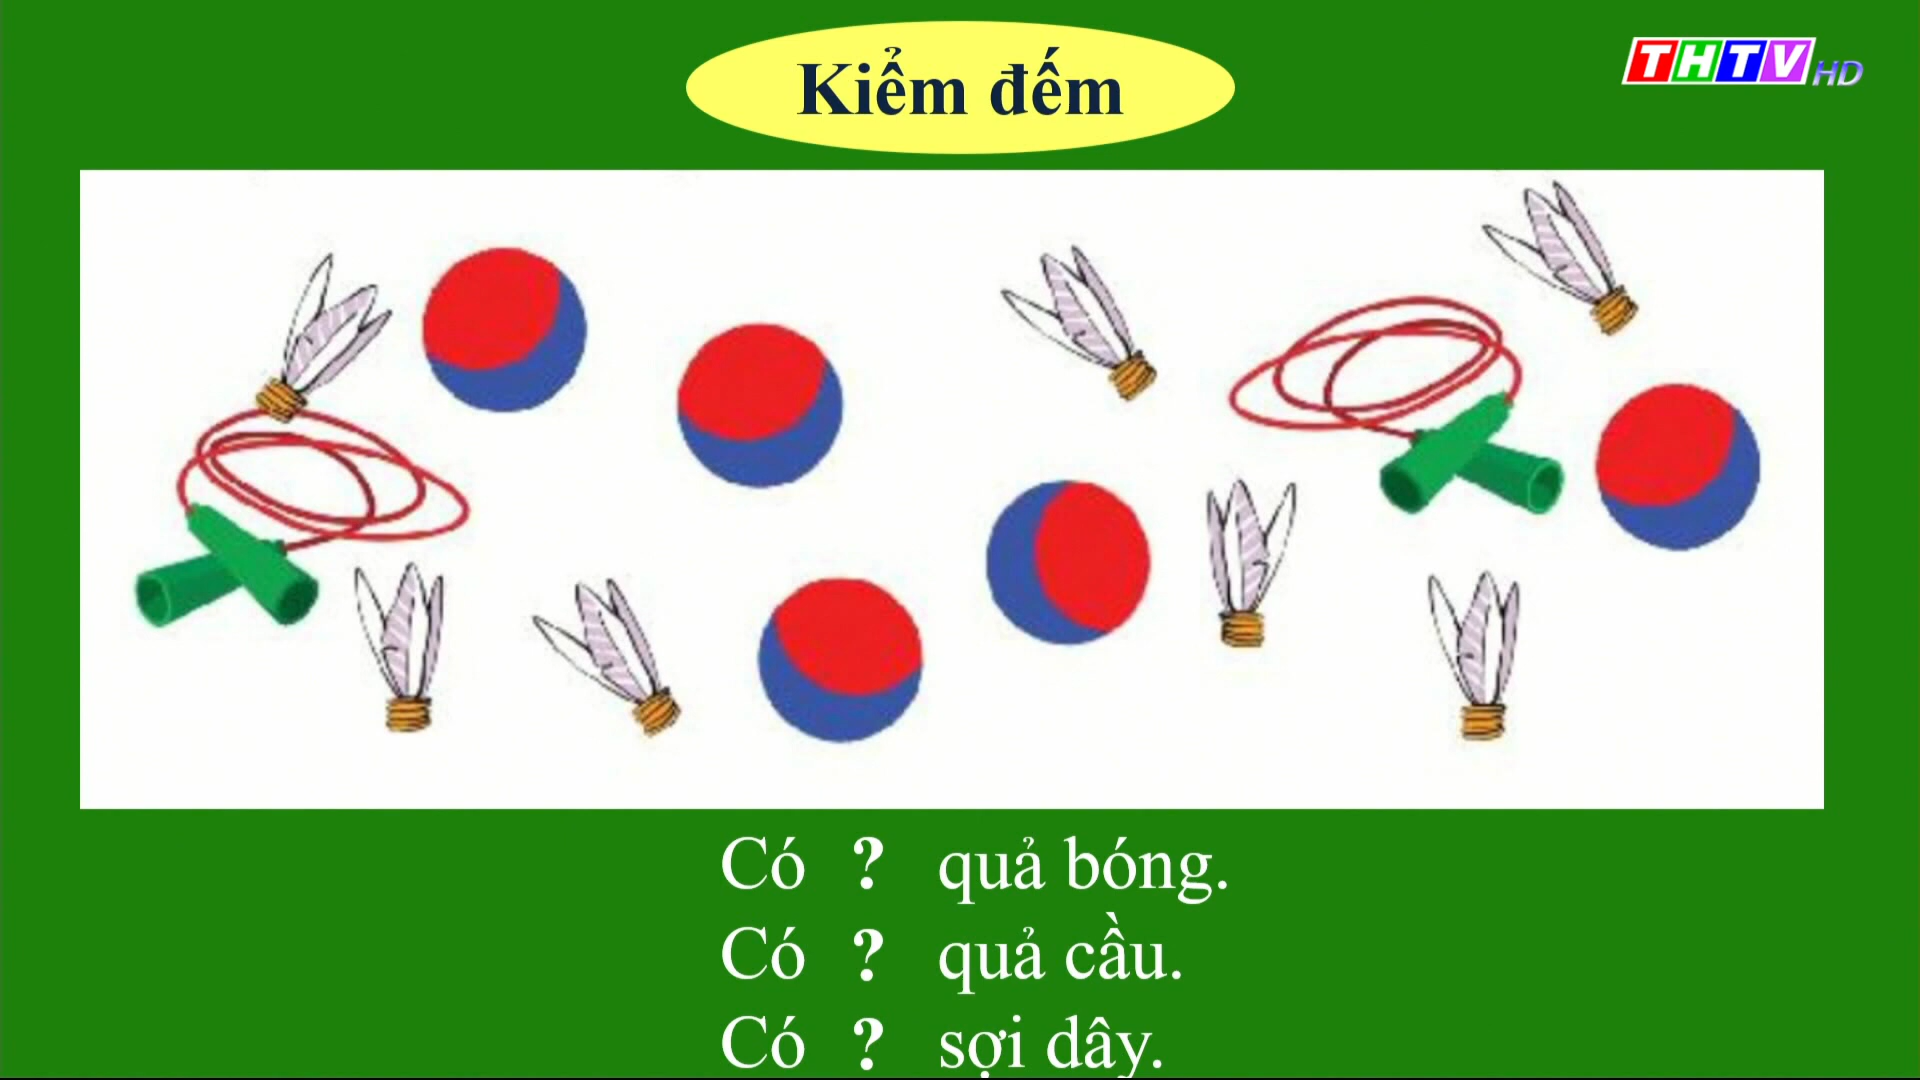 Kiểm đếm
THTV HD
Có ? quả bóng.
Có ? quả cầu.
Có ? sợi dây.